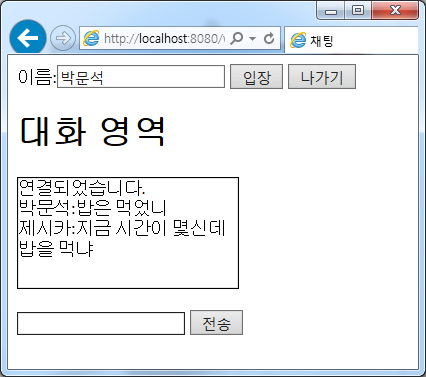 http://localhost:8080/
채팅
이름:박문석 입장 나가기
대화 영역
연결되었습니다.
박문석:밥은 먹었니
제시카:지금 시간이 몇신데
밥을 먹냐
전송